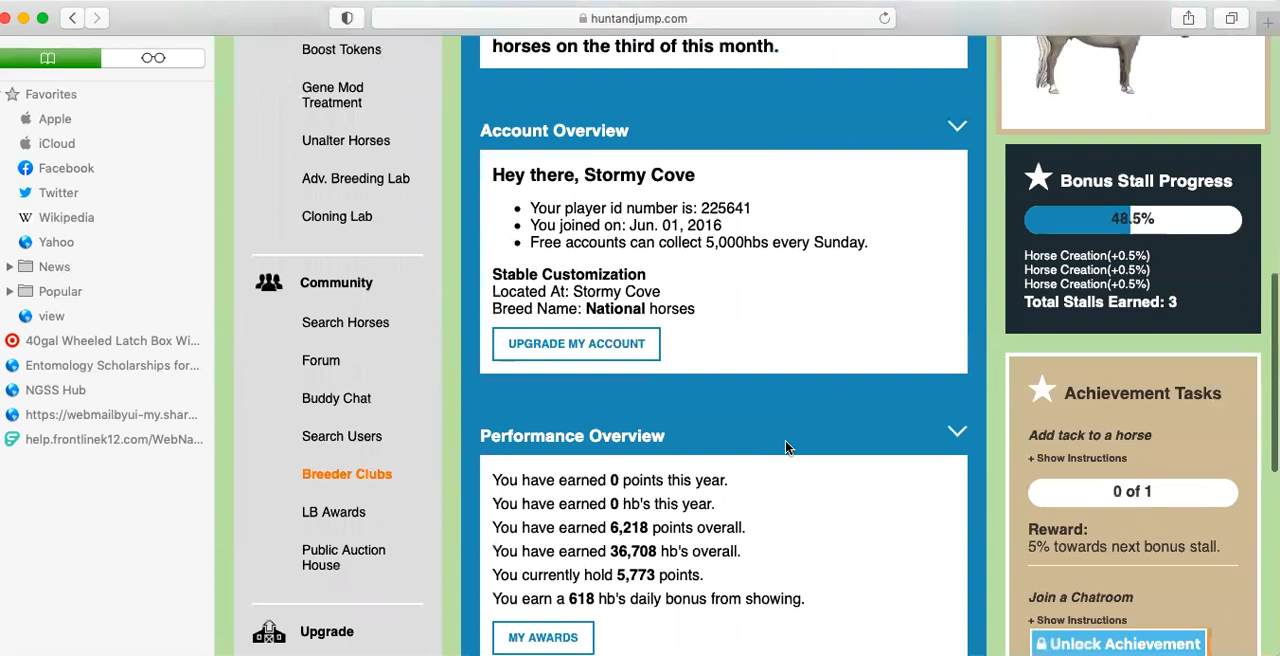 huntandjump.com
Favorites
Apple
iCloud
Facebook
Twitter
Wikipedia
Yahoo
News
Popular
view
40gal Wheeled Latch Box Wi...
Entomology Scholarships for...
NGSS Hub
https://webmailbyui-my.shar...
help.frontlinek12.com/WebNa...
Boost Tokens
Gene Mod
Treatment
Unalter Horses
Adv. Breeding Lab
Cloning Lab
Community
Search Horses
Forum
Buddy Chat
Search Users
Breeder Clubs
LB Awards
Public Auction
House
Upgrade
horses on the third of this month.
Account Overview
Hey there, Stormy Cove
• Your player id number is: 225641
• You joined on: Jun. 01, 2016
• Free accounts can collect 5,000hbs every Sunday.
Stable Customization
Located At: Stormy Cove
Breed Name: National horses
UPGRADE MY ACCOUNT
Performance Overview
You have earned 0 points this year.
You have earned 0 hb's this year.
You have earned 6,218 points overall.
You have earned 36,708 hb's overall.
You currently hold 5,773 points.
You earn a 618 hb's daily bonus from showing.
MY AWARDS
Bonus Stall Progress
48.5%
Horse Creation(+0.5%)
Horse Creation(+0.5%)
Horse Creation(+0.5%)
Total Stalls Earned: 3
Achievement Tasks
Add tack to a horse
+ Show Instructions
0 of 1
Reward:
5% towards next bonus stall.
Join a Chatroom
+ Show Instructions
Unlock Achievement